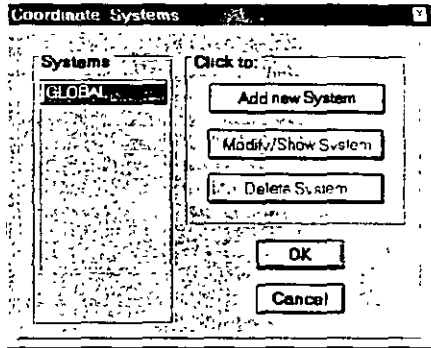 Coordinate Systems
Systems
GLOBAL
Click to:
Add new System
Modify/Show System
Delete System
OK
Cancel